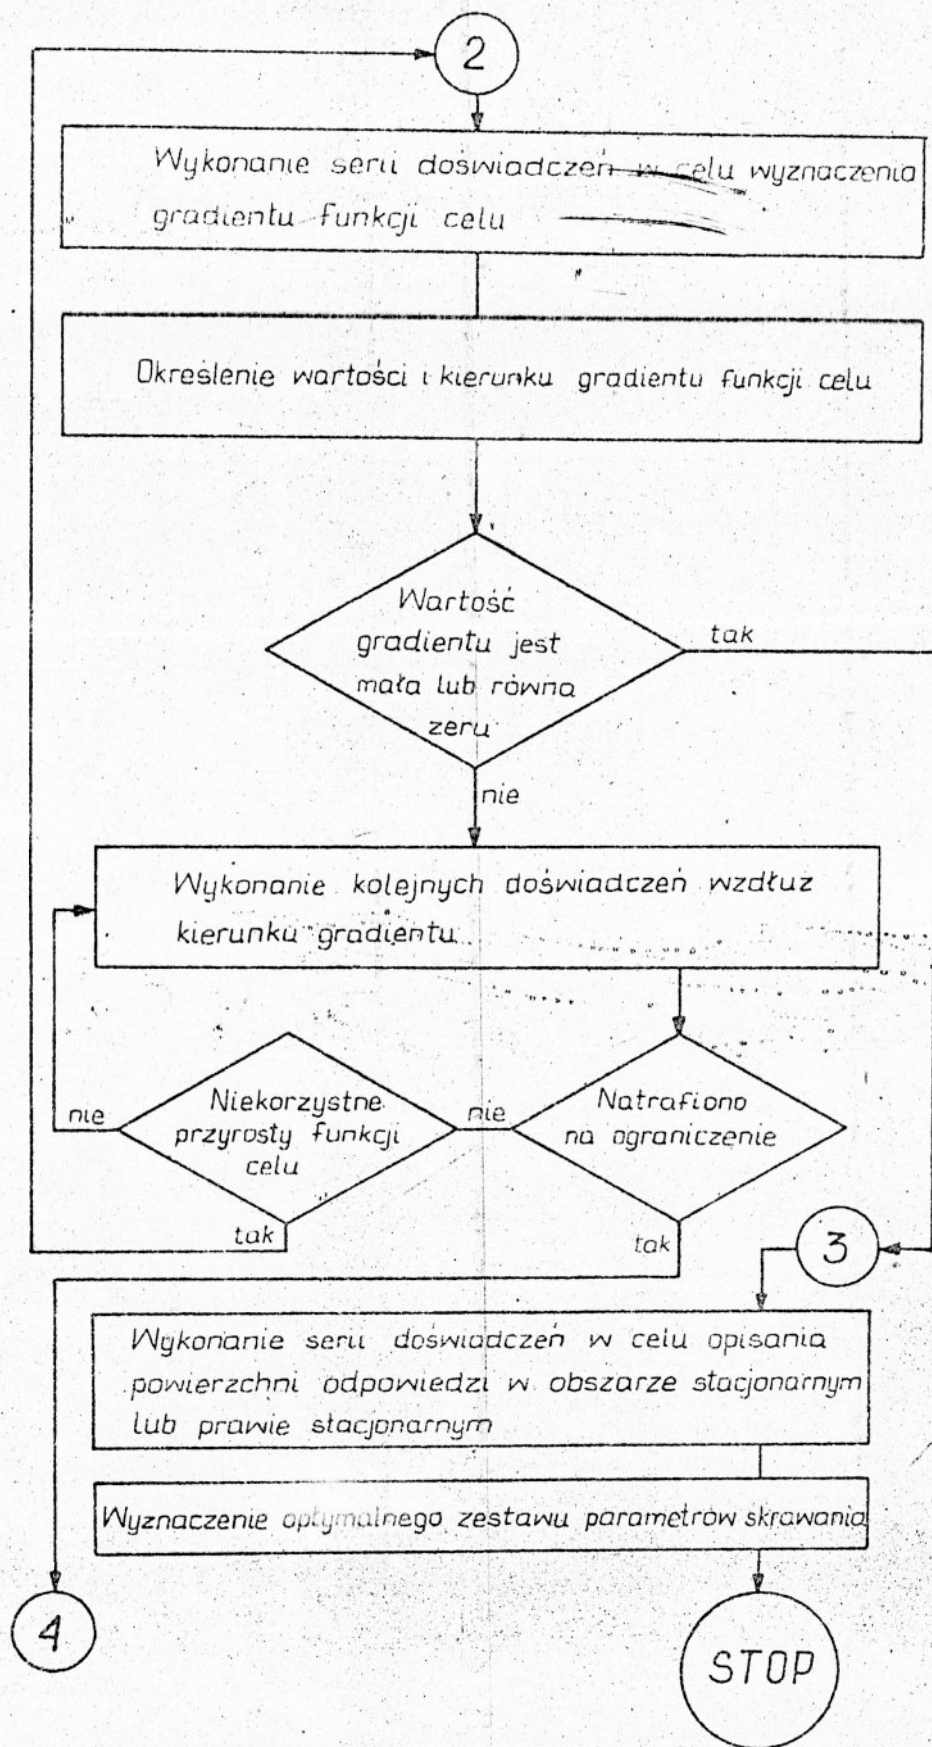 2
Wykonanie serii doświadczeń w celu wyznaczenia
gradientu funkcji celu
Określenie wartości i kierunku gradientu funkcji celu
Wartość
gradientu jest
mała lub równa
zeru
tak
nie
Wykonanie kolejnych doświadczeń wzdłuż
kierunku gradientu
Natrafiono
na ograniczenie
nie
Niekorzystne
przyrosty funkcji
celu
nie
tak
tak
3
Wykonanie serii doświadczeń w celu opisania
powierzchni odpowiedzi w obszarze stacjonarnym
lub prawie stacjonarnym
Wyznaczenie optymalnego zestawu parametrów skrawania
4
STOP